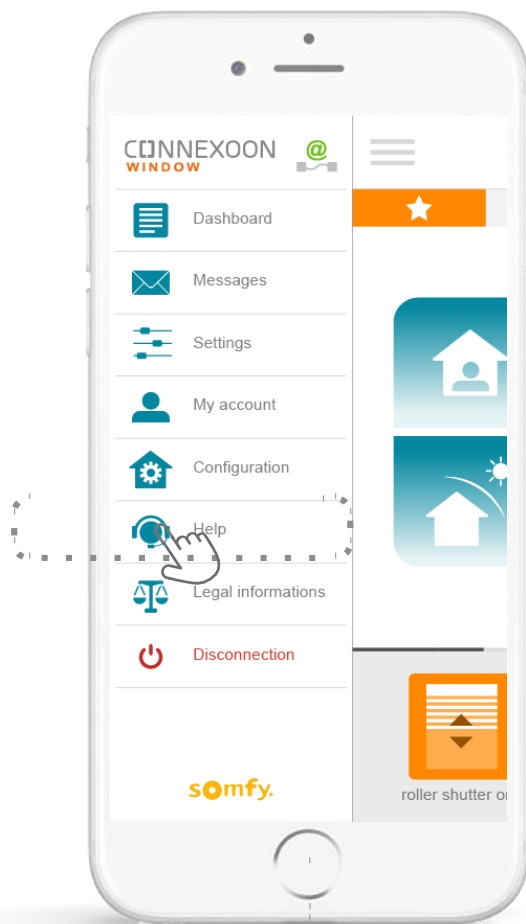 CONNEXOON
WINDOW
@
Dashboard
Messages
Settings
My account
Configuration
Help
Legal informations
Disconnection
somfy.
roller shutter